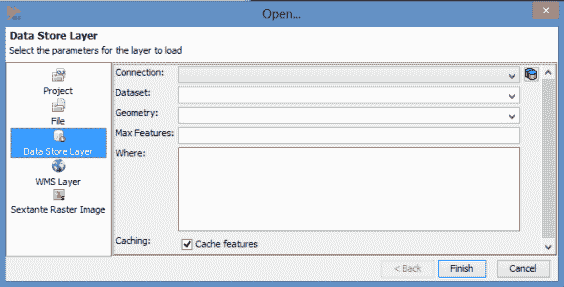 Open...
Data Store Layer
Select the parameters for the layer to load
Project
File
Data Store Layer
WMS Layer
Sextante Raster Image
Connection:
Dataset:
Geometry:
Max Features:
Where:
Caching:
Cache features
< Back
Finish
Cancel